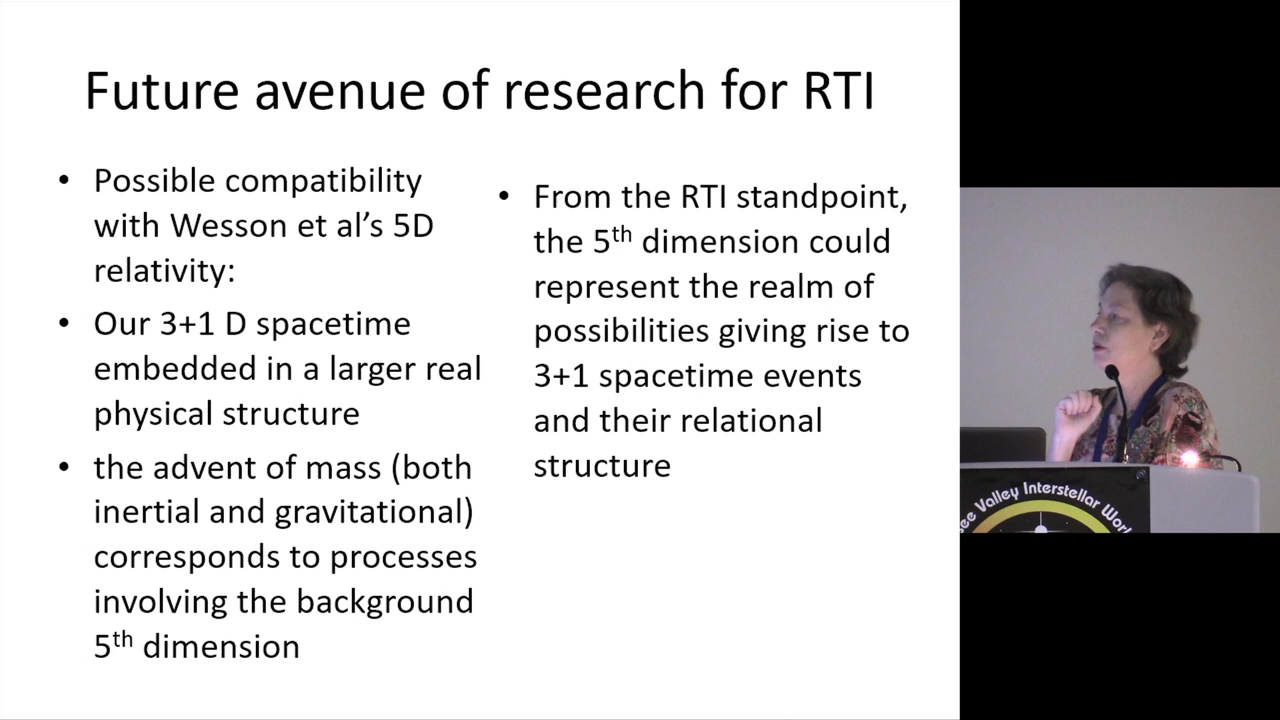 Future avenue of research for RTI
• Possible compatibility
with Wesson et al’s 5D
relativity:
• Our 3+1 D spacetime
embedded in a larger real
physical structure
• the advent of mass (both
inertial and gravitational)
corresponds to processes
involving the background
5th dimension
• From the RTI standpoint,
the 5th dimension could
represent the realm of
possibilities giving rise to
3+1 spacetime events
and their relational
structure
Valley Interstellar